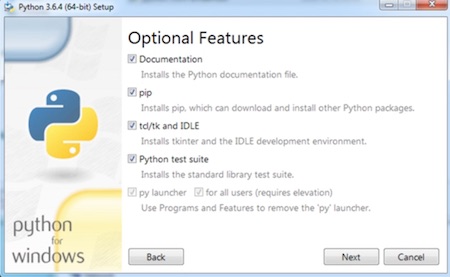 Python 3.6.4 (64-bit) Setup
Optional Features
Documentation
Installs the Python documentation file.
pip
Installs pip, which can download and install other Python packages.
td/tk and IDLE
Installs tkinter and the IDLE development environment.
Python test suite
Installs the standard library test suite.
py launcher for all users (requires elevation)
Use Programs and Features to remove the 'py' launcher.
python
for
windows
Back Next Cancel